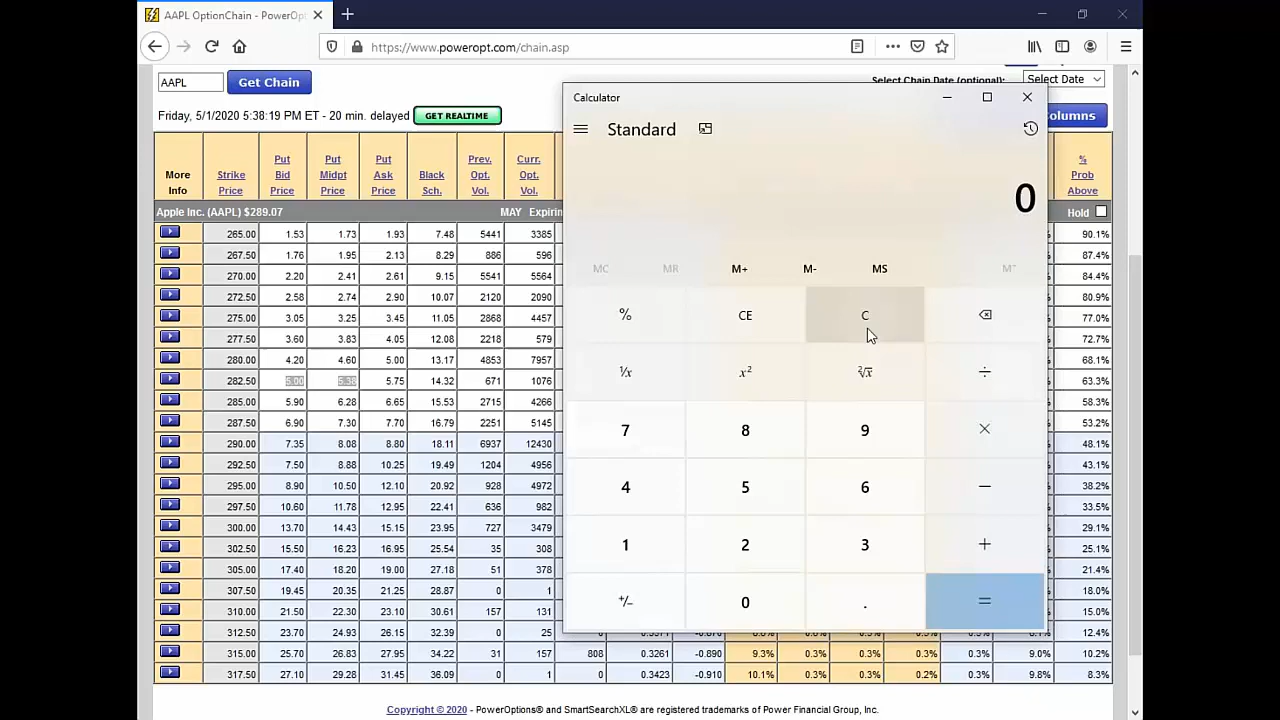 AAPL OptionChain - PowerOpt
https://www.poweropt.com/chain.asp
AAPL Get Chain Select Chain Date (optional): Select Date
Friday, 5/1/2020 5:38:19 PM ET - 20 min. delayed GET REALTIME Columns
More Info Strike Price Put Bid Price Put Midpt Price Put Ask Price Black Sch. Prev. Opt. Vol. Curr. Opt. Vol. % Prob Above
Apple Inc. (AAPL) $289.07 MAY Expirin Hold
265.00 1.53 1.73 1.93 7.48 5441 3385 90.1%
267.50 1.76 1.95 2.13 8.29 886 596 87.4%
270.00 2.20 2.41 2.61 9.15 5541 5564 84.4%
272.50 2.58 2.74 2.90 10.07 2120 2090 80.9%
275.00 3.05 3.25 3.45 11.05 2868 4457 77.0%
277.50 3.60 3.83 4.05 12.08 2218 579 72.7%
280.00 4.20 4.60 5.00 13.17 4853 7957 68.1%
282.50 5.00 5.38 5.75 14.32 671 1076 63.3%
285.00 5.90 6.28 6.65 15.53 2715 4266 58.3%
287.50 6.90 7.30 7.70 16.79 2251 5145 53.2%
290.00 7.35 8.08 8.80 18.11 6937 12430 48.1%
292.50 7.50 8.88 10.25 19.49 1204 4956 43.1%
295.00 8.90 10.50 12.10 20.92 928 4972 38.2%
297.50 10.60 11.78 12.95 22.41 636 982 33.5%
300.00 13.70 14.43 15.15 23.95 727 3479 29.1%
302.50 15.50 16.23 16.95 25.54 35 308 25.1%
305.00 17.40 18.20 19.00 27.18 51 378 21.4%
307.50 19.45 20.35 21.25 28.87 0 1 18.0%
310.00 21.50 22.30 23.10 30.61 157 131 15.0%
312.50 23.70 24.93 26.15 32.39 0 25 12.4%
315.00 25.70 26.83 27.95 34.22 31 157 808 0.3261 -0.890 9.3% 0.3% 0.3% 0.3% 0.3% 9.0% 10.2%
317.50 27.10 29.28 31.45 36.09 0 1 0 0.3423 -0.910 10.1% 0.3% 0.3% 0.2% 0.3% 9.8% 8.3%
Copyright © 2020 - PowerOptions® and SmartSearchXL® are registered trademarks of Power Financial Group, Inc.
Calculator
Standard
0
MC MR M+ M- MS M˅
% CE C
⅟x x² ²√x ÷
7 8 9 ×
4 5 6 −
1 2 3 +
+/− 0 . =